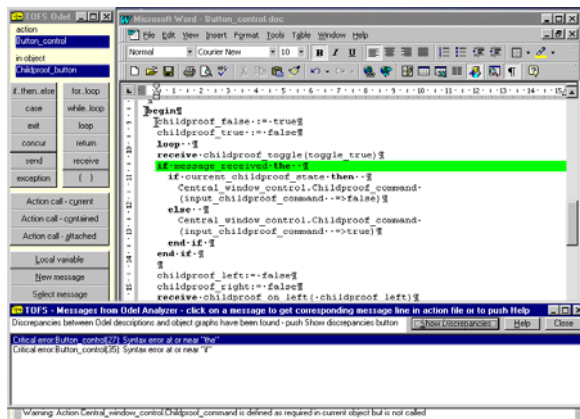 TOFS Odel
action
Button_control
in object
Childproof_button
if..then..else for..loop
case while..loop
exit loop
concur return
send receive
exception ( )
Action call - current
Action call - contained
Action call - attached
Local variable
New message
Select message
Microsoft Word - Button_control.doc
File Edit View Insert Format Tools Table Window Help
Normal Courier New 10 B I U
begin¶
childproof_false·:=·true¶
childproof_true·:=·false¶
loop··¶
receive·childproof_toggle(toggle_true)¶
if·message_received·the··¶
if·current_childproof_state·then··¶
Central_window_control.Childproof_command·
(input_childproof_command··=>false)¶
else··¶
Central_window_control.Childproof_command·
(input_childproof_command··=>true)¶
end·if·¶
end·if·¶
¶
childproof_left:=·false¶
childproof_right:=·false¶
receive·childproof_on_left(·childproof_left)¶
TOFS - Messages from Odel Analyzer - click on a message to get corresponding message line in action file or to push Help
Discrepancies between Odel descriptions and object graphs have been found - push Show discrepancies button Show Discrepancies Help Close
Critical error:Button_control(27): Syntax error at or near "the"
Critical error:Button_control(35): Syntax error at or near "if"
Warning: Action Central_window_control.Childproof_command is defined as required in current object but is not called